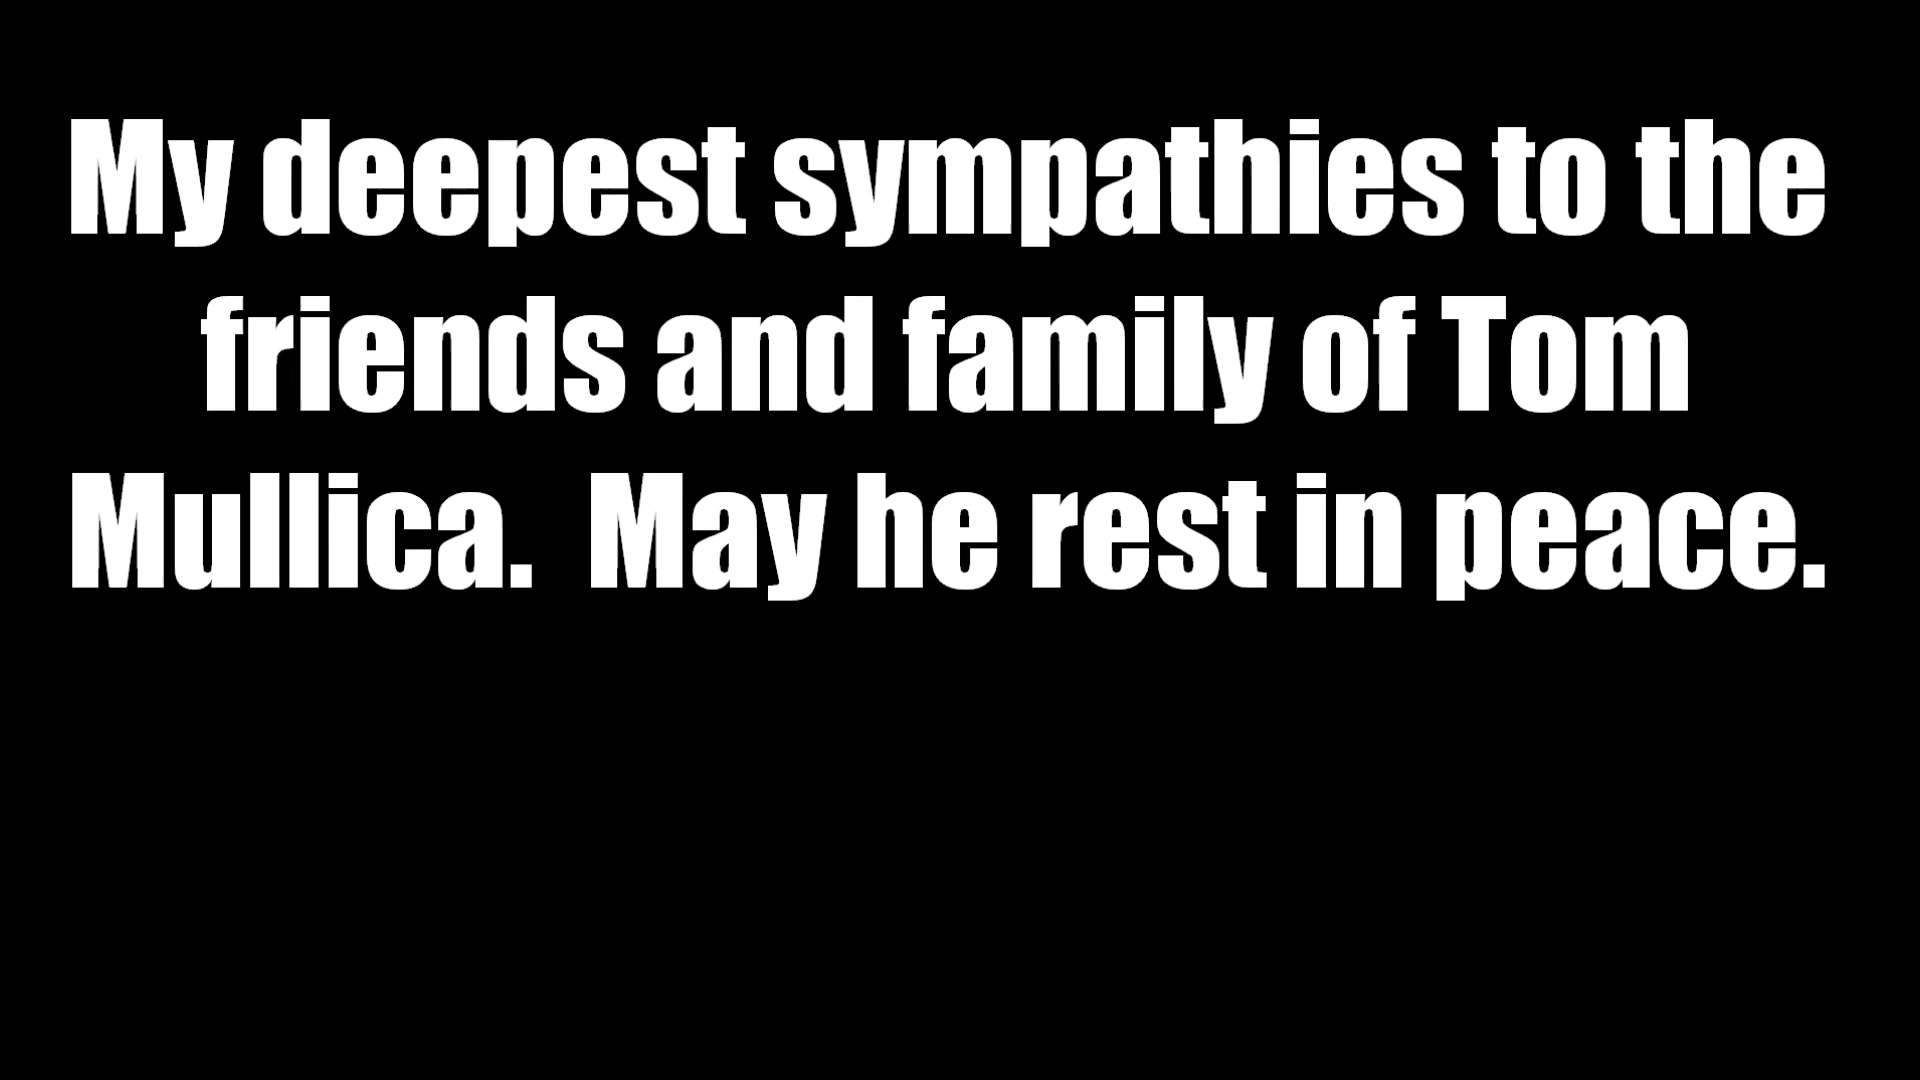 My deepest sympathies to the
friends and family of Tom
Mullica.  May he rest in peace.